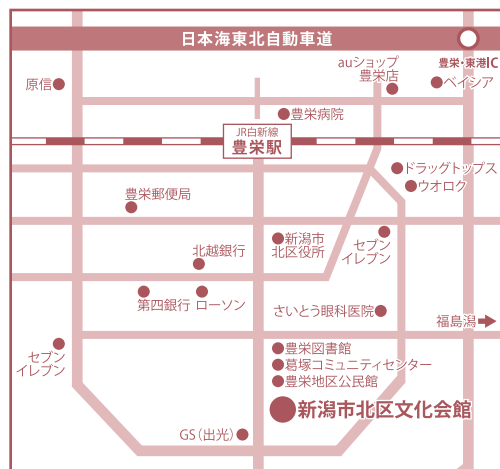 日本海東北自動車道
豊栄・東港IC
auショップ
豊栄店
原信
ベイシア
豊栄病院
JR白新線
豊栄駅
ドラッグトップス
ウオロク
豊栄郵便局
新潟市
北区役所
セブン
イレブン
北越銀行
第四銀行
ローソン
さいとう眼科医院
福島潟
セブン
イレブン
豊栄図書館
葛塚コミュニティセンター
豊栄地区公民館
新潟市北区文化会館
GS（出光）